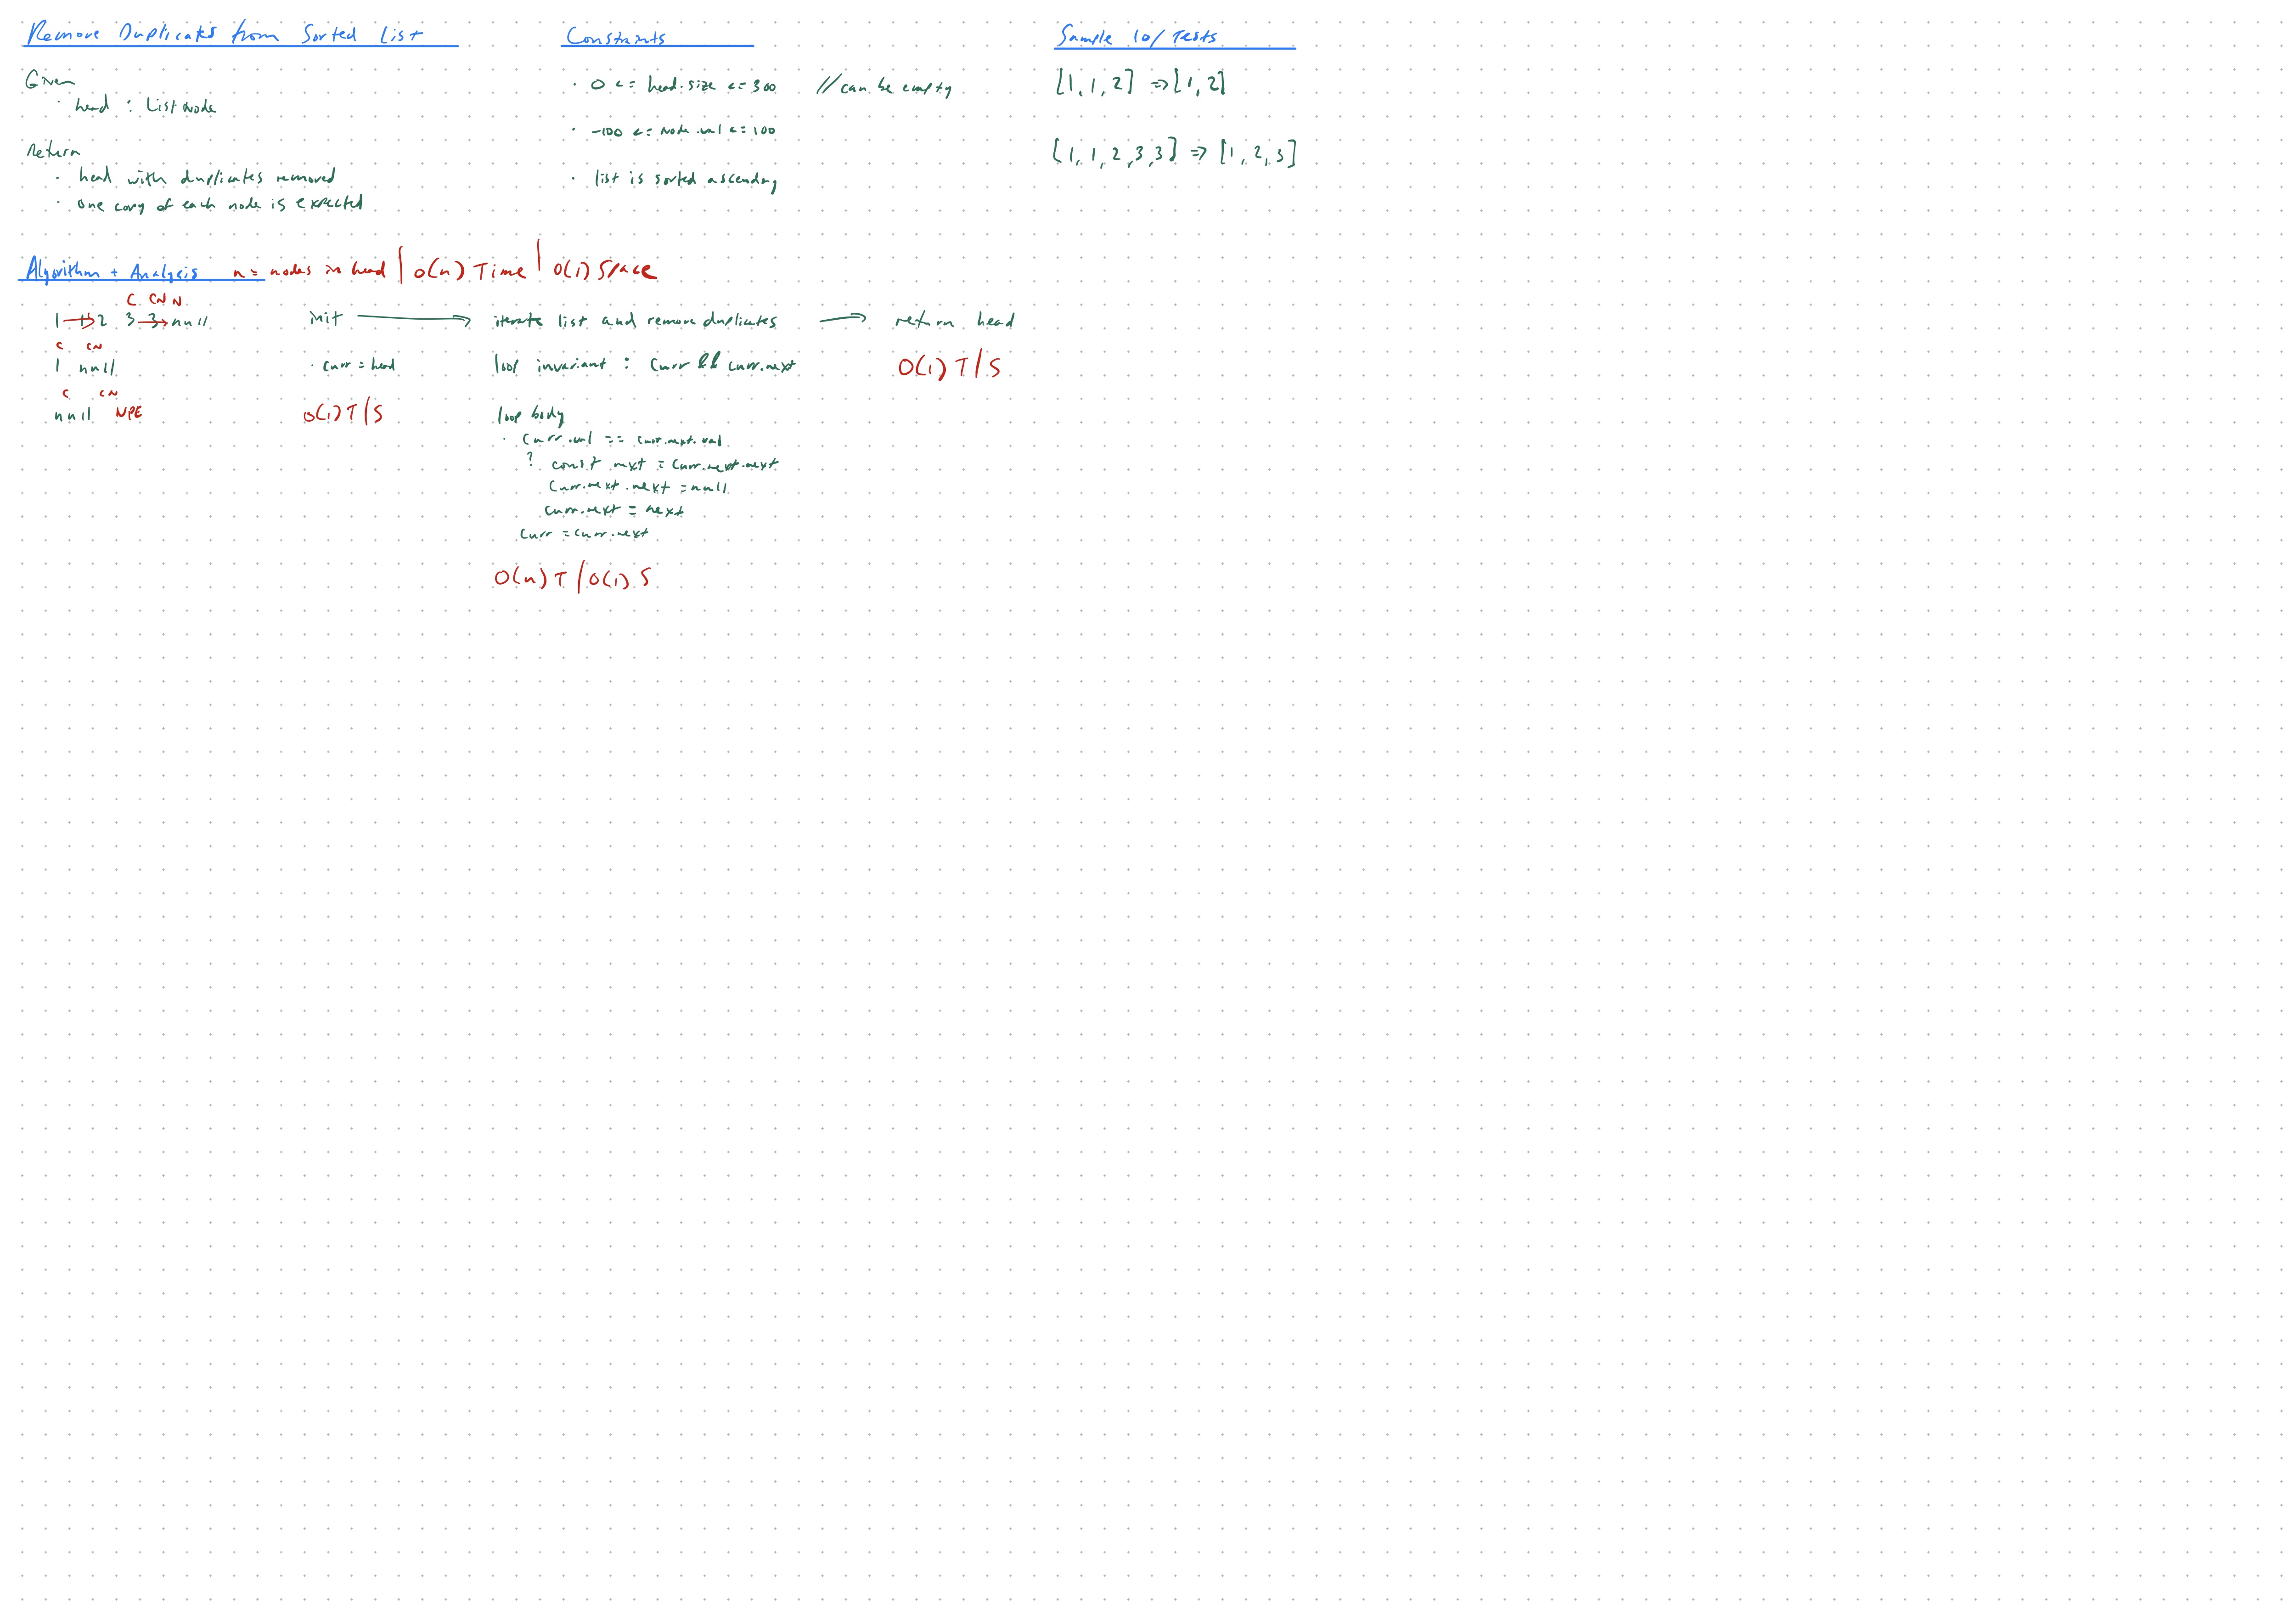 Remove Duplicates from Sorted List
Given
· head : ListNode
Return
· head with duplicates removed
· one copy of each node is expected
Constraints
· 0 <= head.size <= 300 // can be empty
· -100 <= Node.val <= 100
· list is sorted ascending
Sample IO/Tests
[1, 1, 2] => [1, 2]
[1, 1, 2, 3, 3] => [1, 2, 3]
Algorithm + Analysis n = nodes in head | O(n) Time | O(1) Space
C CN N
1 1 2 3 3 null
C CN
1 null
C CN
null NPE
init
· curr = head
O(1) T/S
iterate list and remove duplicates
loop invariant : curr && curr.next
loop body
· curr.val == curr.next.val
? const next = curr.next.next
curr.next.next = null
curr.next = next
curr = curr.next
O(n) T / O(1) S
return head
O(1) T/S